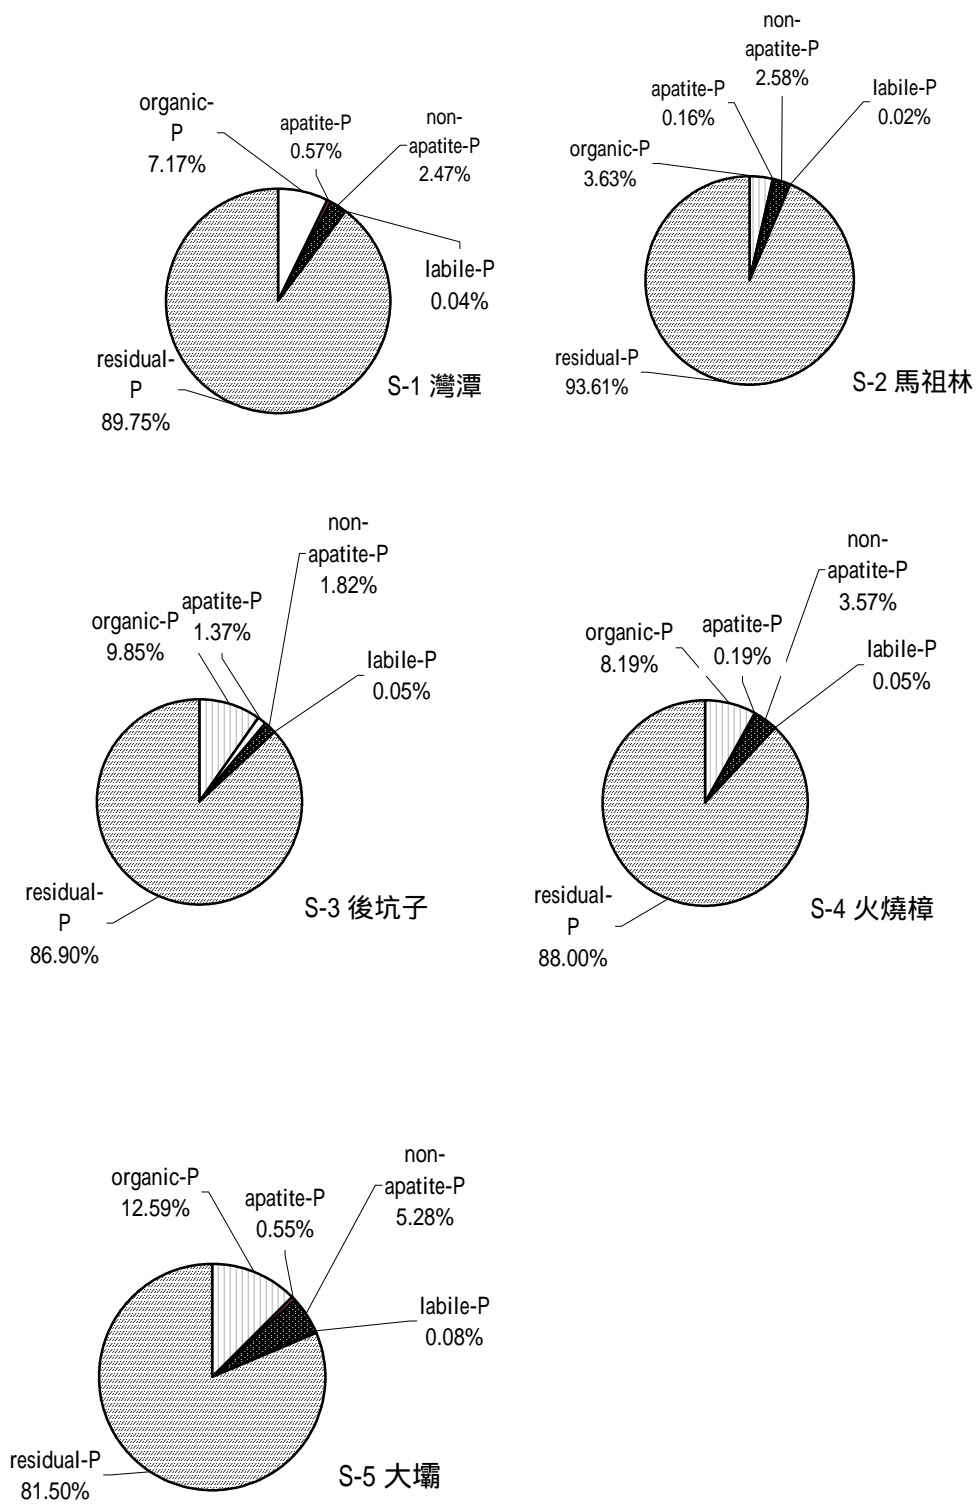 organic-
P
7.17%
apatite-P
0.57%
non-
apatite-P
2.47%
labile-P
0.04%
residual-
P
89.75%
S-1 灣潭
non-
apatite-P
2.58%
apatite-P
0.16%
labile-P
0.02%
organic-P
3.63%
residual-P
93.61%
S-2 馬祖林
non-
apatite-P
1.82%
organic-P
9.85%
apatite-P
1.37%
labile-P
0.05%
residual-
P
86.90%
S-3 後坑子
non-
apatite-P
3.57%
organic-P
8.19%
apatite-P
0.19%
labile-P
0.05%
residual-
P
88.00%
S-4 火燒樟
non-
apatite-P
5.28%
organic-P
12.59%
apatite-P
0.55%
labile-P
0.08%
residual-P
81.50%
S-5 大壩